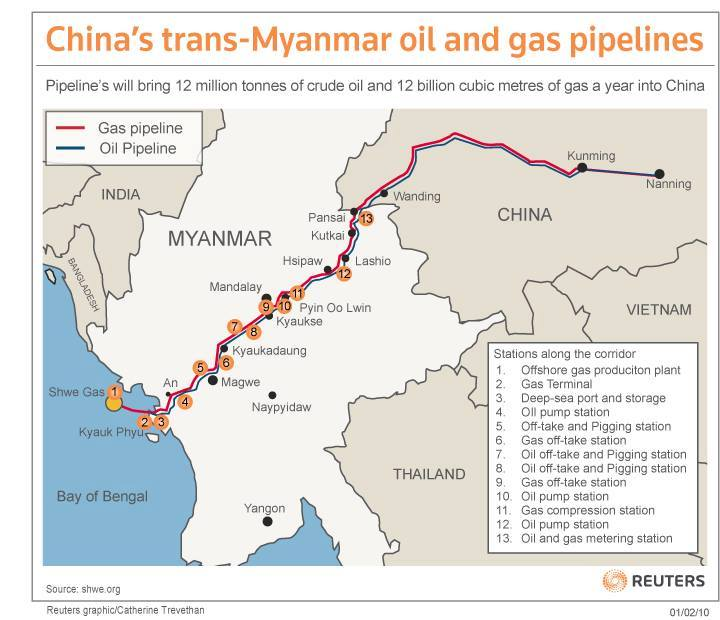 China's trans-Myanmar oil and gas pipelines
Pipeline's will bring 12 million tonnes of crude oil and 12 billion cubic metres of gas a year into China
Gas pipeline
Oil Pipeline
INDIA
BANGLADESH
MYANMAR
CHINA
VIETNAM
THAILAND
Bay of Bengal
Kunming
Nanning
Wanding
Pansai
13
Kutkai
Hsipaw
Lashio
12
Mandalay
11
9
10
Pyin Oo Lwin
Kyaukse
7
8
Kyaukadaung
5
6
Magwe
An
4
Naypyidaw
Shwe Gas
1
2
3
Kyauk Phyu
Yangon
Stations along the corridor
1. Offshore gas produciton plant
2. Gas Terminal
3. Deep-sea port and storage
4. OIl pump station
5. Off-take and Pigging station
6. Gas off-take station
7. Oil off-take and Pigging station
8. Oil off-take and Pigging station
9. Gas off-take station
10. Oil pump station
11. Gas compression station
12. Oil pump station
13. Oil and gas metering station
Source: shwe.org
REUTERS
Reuters graphic/Catherine Trevethan
01/02/10